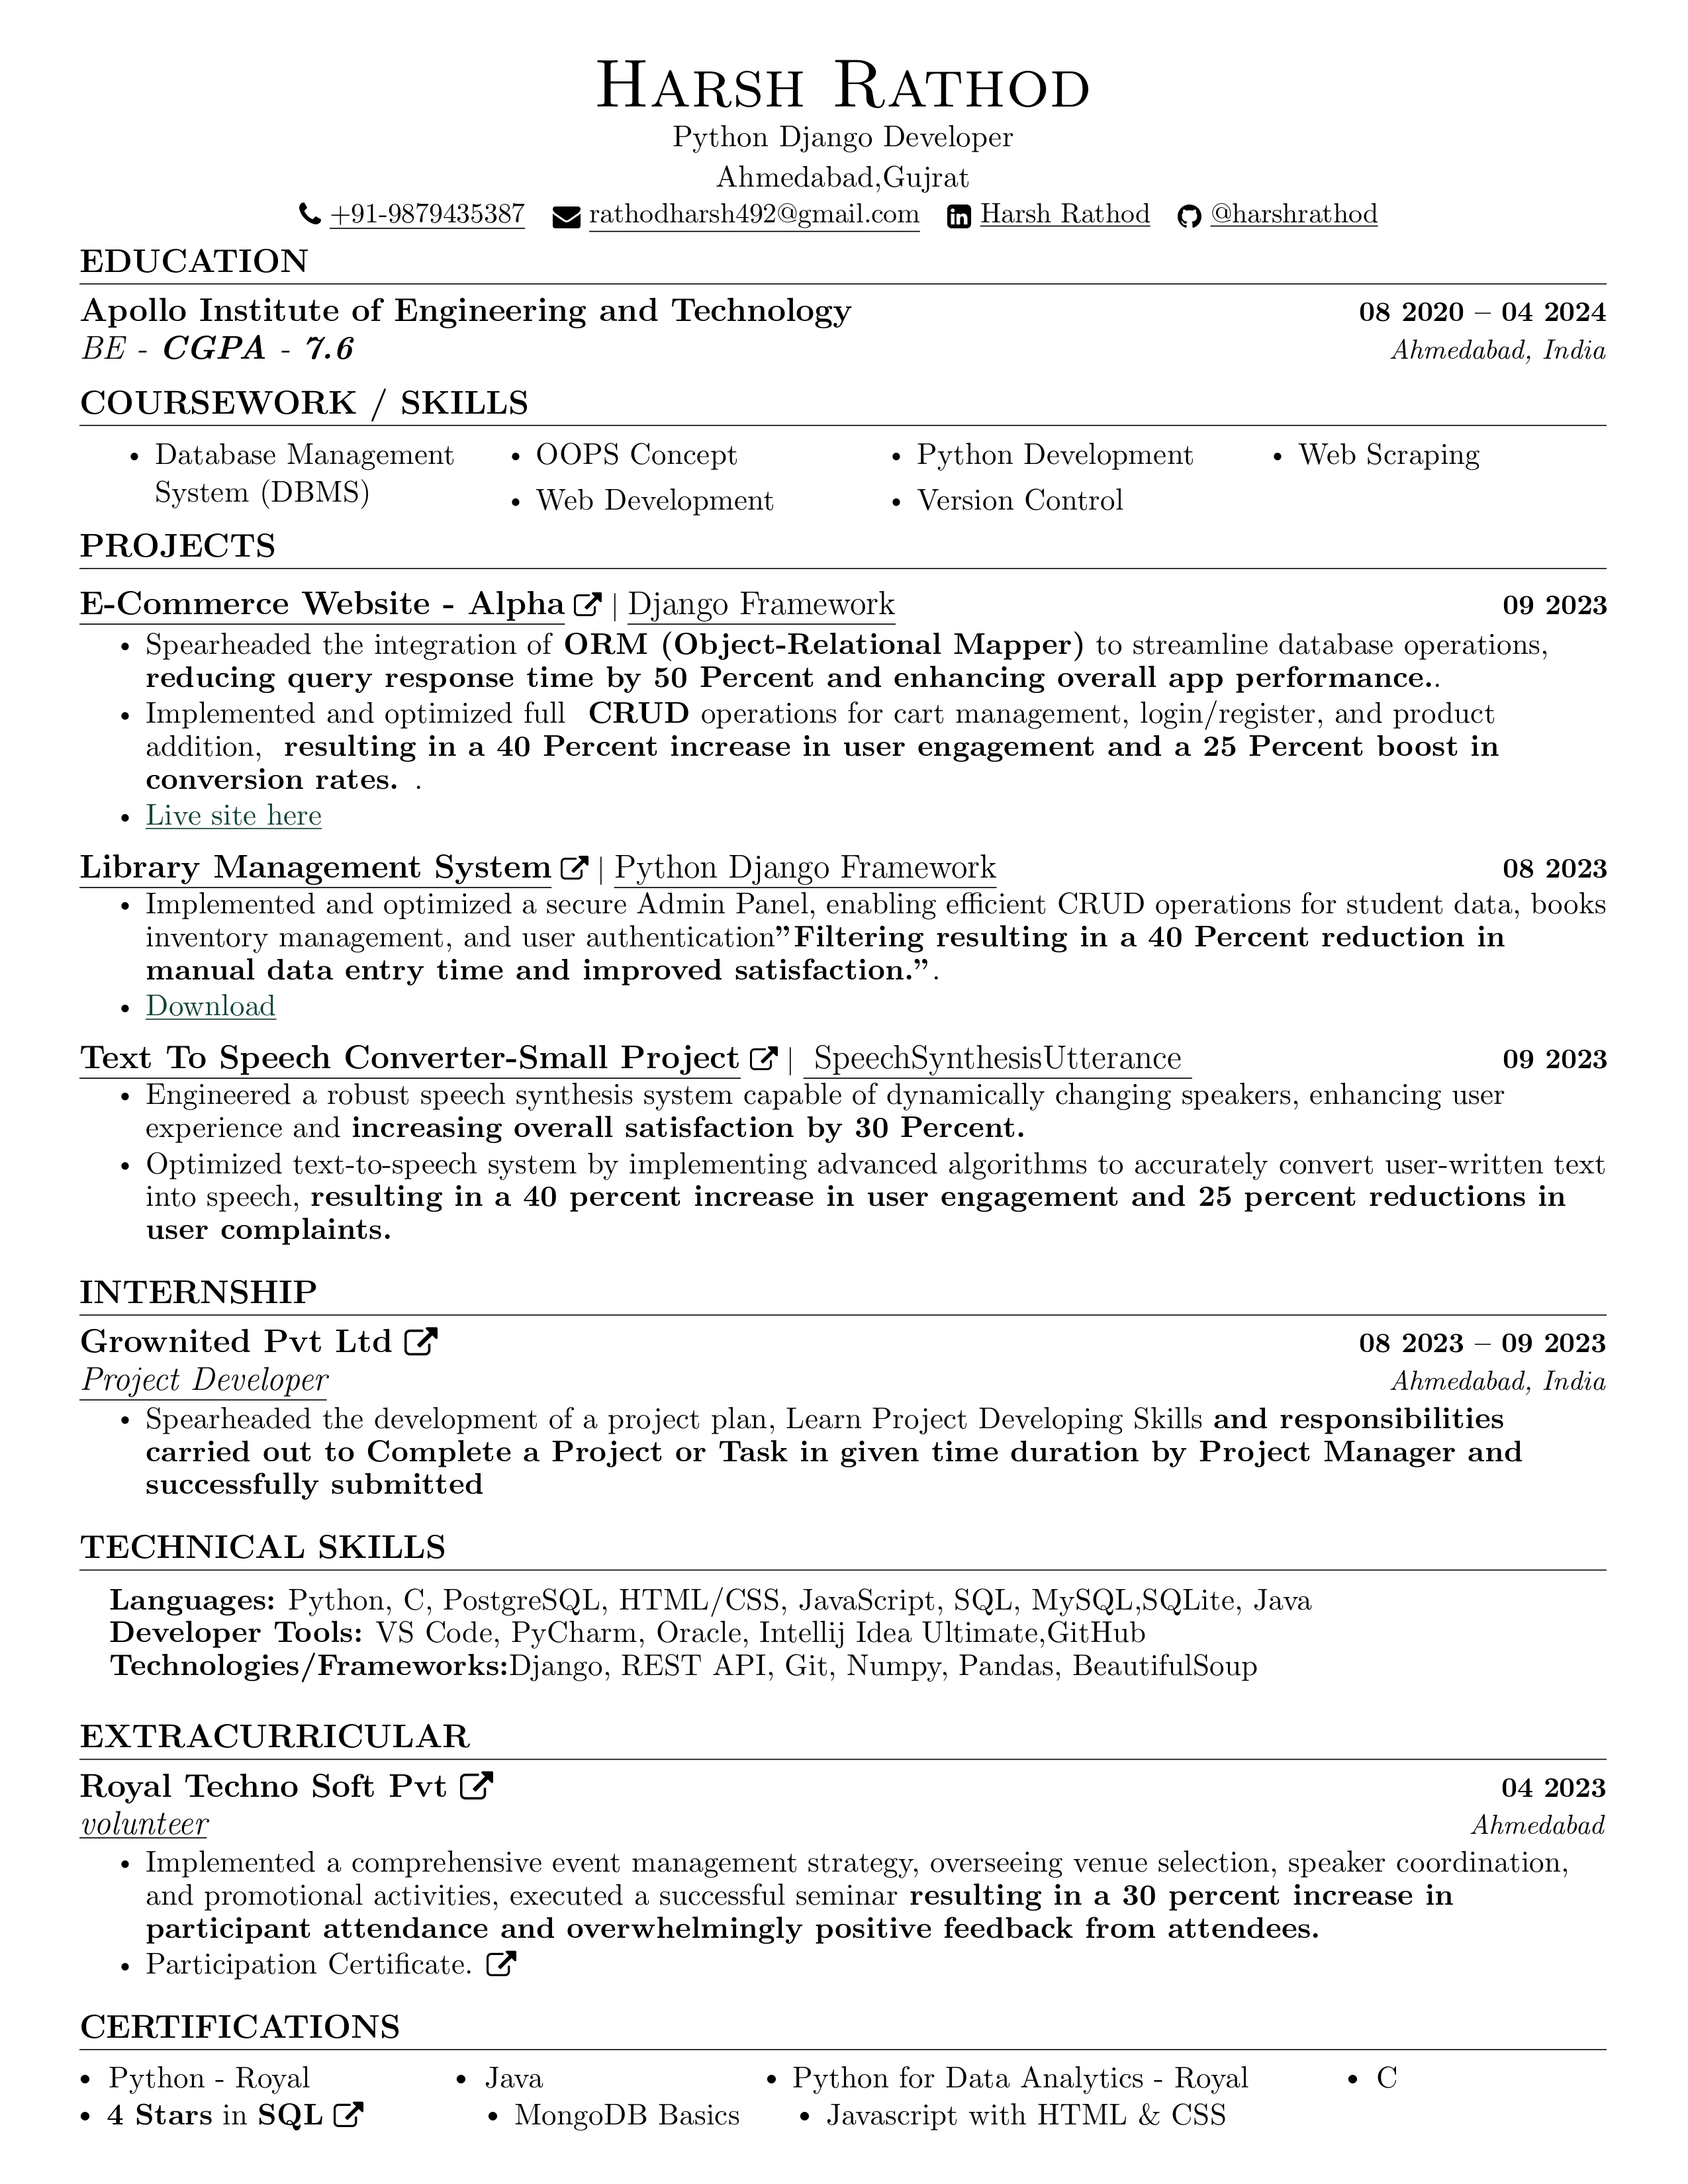 Harsh Rathod
Python Django Developer
Ahmedabad,Gujrat
+91-9879435387 rathodharsh492@gmail.com Harsh Rathod @harshrathod
EDUCATION
Apollo Institute of Engineering and Technology 08 2020 – 04 2024
BE - CGPA - 7.6 Ahmedabad, India
COURSEWORK / SKILLS
• Database Management System (DBMS)
• OOPS Concept
• Web Development
• Python Development
• Version Control
• Web Scraping
PROJECTS
E-Commerce Website - Alpha | Django Framework 09 2023
• Spearheaded the integration of ORM (Object-Relational Mapper) to streamline database operations,
reducing query response time by 50 Percent and enhancing overall app performance..
• Implemented and optimized full CRUD operations for cart management, login/register, and product
addition, resulting in a 40 Percent increase in user engagement and a 25 Percent boost in
conversion rates. .
• Live site here
Library Management System | Python Django Framework 08 2023
• Implemented and optimized a secure Admin Panel, enabling efficient CRUD operations for student data, books
inventory management, and user authentication”Filtering resulting in a 40 Percent reduction in
manual data entry time and improved satisfaction.”.
• Download
Text To Speech Converter-Small Project | SpeechSynthesisUtterance 09 2023
• Engineered a robust speech synthesis system capable of dynamically changing speakers, enhancing user
experience and increasing overall satisfaction by 30 Percent.
• Optimized text-to-speech system by implementing advanced algorithms to accurately convert user-written text
into speech, resulting in a 40 percent increase in user engagement and 25 percent reductions in
user complaints.
INTERNSHIP
Grownited Pvt Ltd 08 2023 – 09 2023
Project Developer Ahmedabad, India
• Spearheaded the development of a project plan, Learn Project Developing Skills and responsibilities
carried out to Complete a Project or Task in given time duration by Project Manager and
successfully submitted
TECHNICAL SKILLS
Languages: Python, C, PostgreSQL, HTML/CSS, JavaScript, SQL, MySQL,SQLite, Java
Developer Tools: VS Code, PyCharm, Oracle, Intellij Idea Ultimate,GitHub
Technologies/Frameworks:Django, REST API, Git, Numpy, Pandas, BeautifulSoup
EXTRACURRICULAR
Royal Techno Soft Pvt 04 2023
volunteer Ahmedabad
• Implemented a comprehensive event management strategy, overseeing venue selection, speaker coordination,
and promotional activities, executed a successful seminar resulting in a 30 percent increase in
participant attendance and overwhelmingly positive feedback from attendees.
• Participation Certificate.
CERTIFICATIONS
• Python - Royal • Java • Python for Data Analytics - Royal • C
• 4 Stars in SQL • MongoDB Basics • Javascript with HTML & CSS